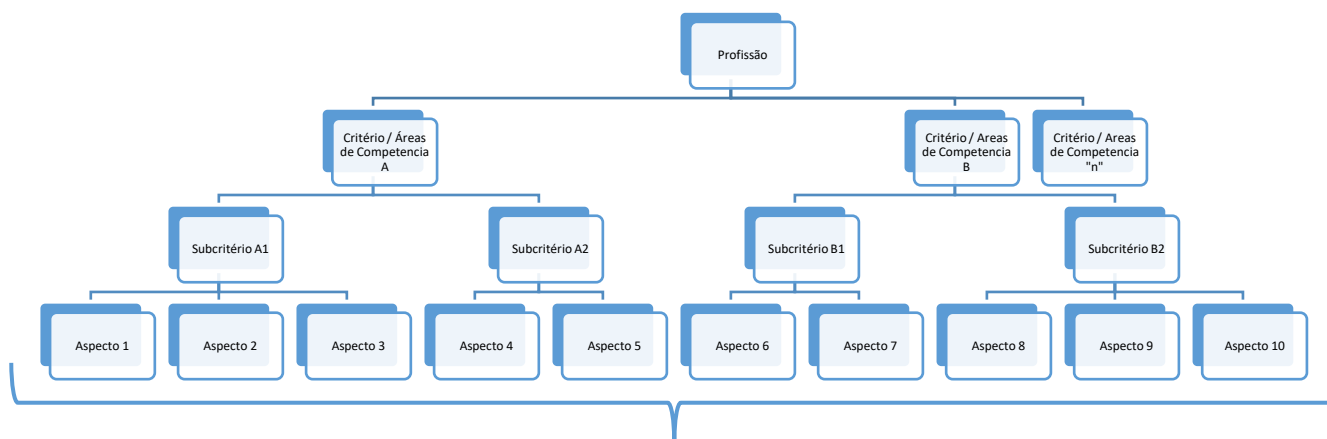 Profissão
Critério / Áreas
de Competencia
A
Critério / Areas
de Competencia
B
Critério / Areas
de Competencia
"n"
Subcritério A1
Subcritério A2
Subcritério B1
Subcritério B2
Aspecto 1
Aspecto 2
Aspecto 3
Aspecto 4
Aspecto 5
Aspecto 6
Aspecto 7
Aspecto 8
Aspecto 9
Aspecto 10